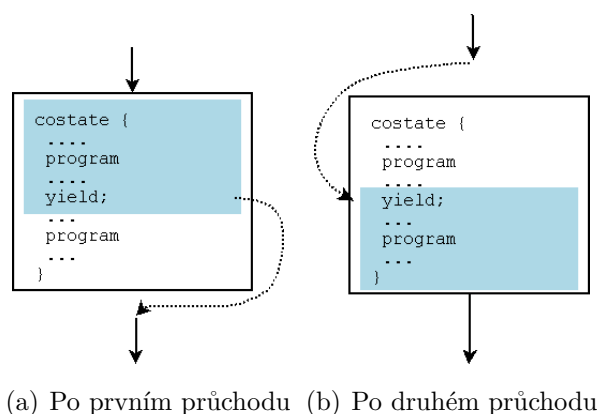 costate {
....
program
....
yield;
...
program
...
}
costate {
....
program
....
yield;
...
program
...
}
(a) Po prvním průchodu
(b) Po druhém průchodu